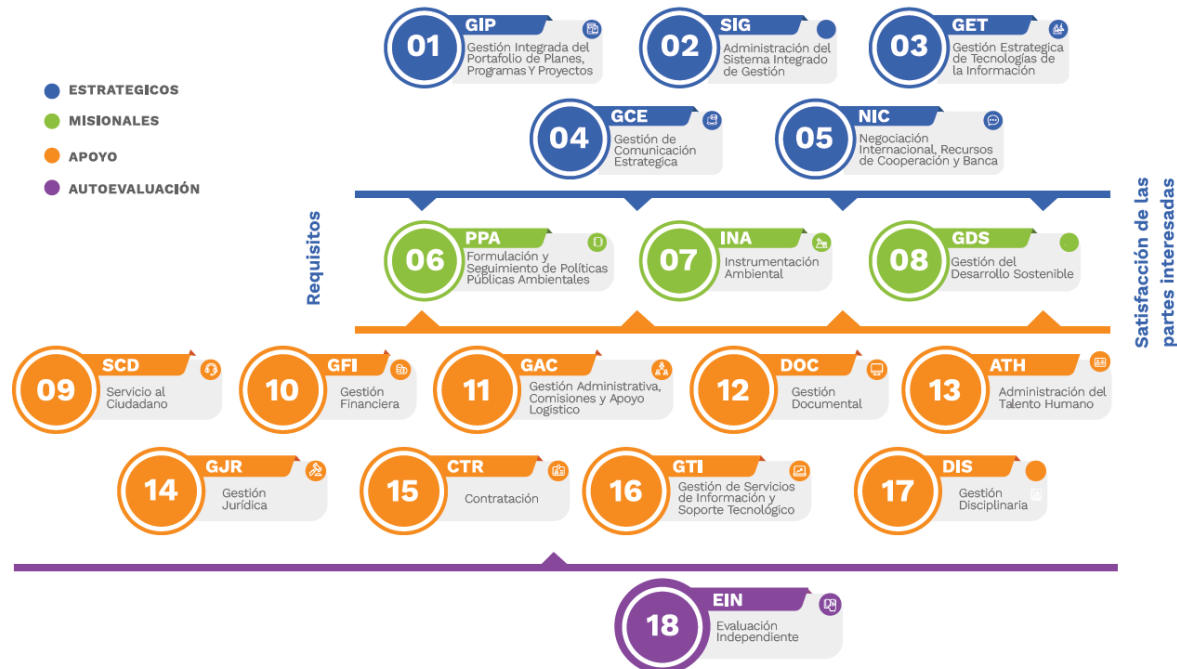 01
GIP
Gestión Integrada del
Portafolio de Planes,
Programas Y Proyectos
02
SIG
Administración del
Sistema Integrado
de Gestión
03
GET
Gestión Estrategica
de Tecnologías de
la Información
ESTRATEGICOS
MISIONALES
APOYO
AUTOEVALUACIÓN
04
GCE
Gestión de
Comunicación
Estrategica
05
NIC
Negociación
Internacional, Recursos
de Cooperación y Banca
Requisitos
Satisfacción de las
partes interesadas
06
PPA
Formulación y
Seguimiento de Políticas
Públicas Ambientales
07
INA
Instrumentación
Ambiental
08
GDS
Gestión del
Desarrollo Sostenible
09
SCD
Servicio al
Ciudadano
10
GFI
Gestión
Financiera
11
GAC
Gestión Administrativa,
Comisiones y Apoyo
Logístico
12
DOC
Gestión
Documental
13
ATH
Administración del
Talento Humano
14
GJR
Gestión
Jurídica
15
CTR
Contratación
16
GTI
Gestión de Servicios
de Información y
Soporte Tecnológico
17
DIS
Gestión
Disciplinaria
18
EIN
Evaluación
Independiente